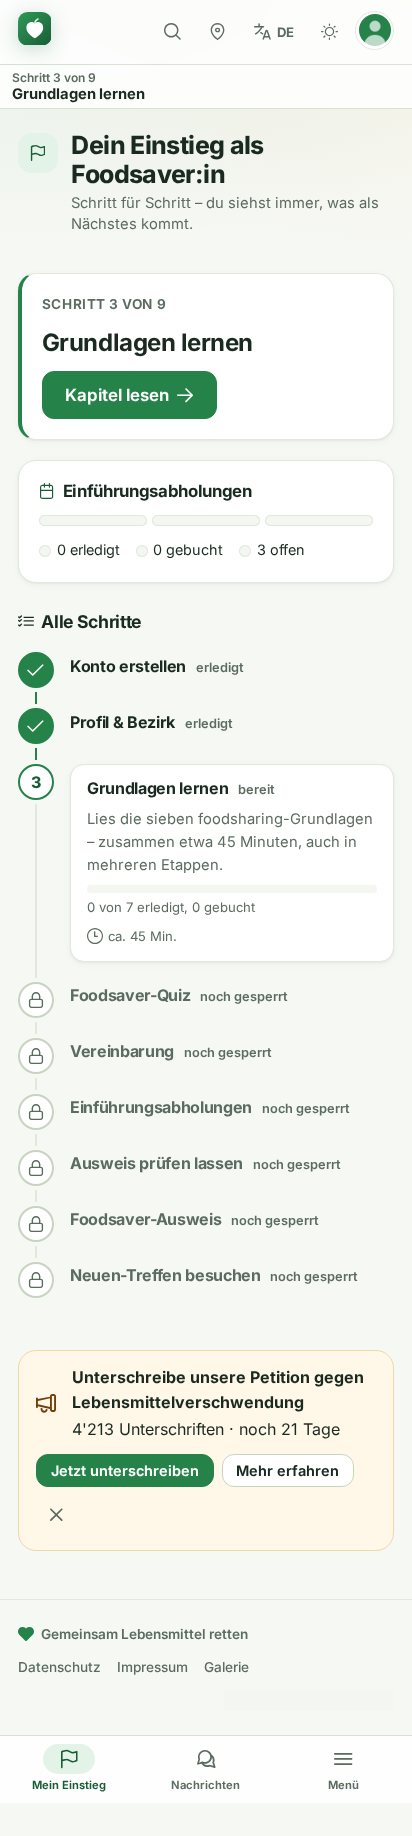 DE
Schritt 3 von 9
Grundlagen lernen
Dein Einstieg als
Foodsaver:in
Schritt für Schritt – du siehst immer, was als
Nächstes kommt.
SCHRITT 3 VON 9
Grundlagen lernen
Kapitel lesen →
Einführungsabholungen
0 erledigt 0 gebucht 3 offen
Alle Schritte
Konto erstellen erledigt
Profil & Bezirk erledigt
3
Grundlagen lernen bereit
Lies die sieben foodsharing-Grundlagen
– zusammen etwa 45 Minuten, auch in
mehreren Etappen.
0 von 7 erledigt, 0 gebucht
ca. 45 Min.
Foodsaver-Quiz noch gesperrt
Vereinbarung noch gesperrt
Einführungsabholungen noch gesperrt
Ausweis prüfen lassen noch gesperrt
Foodsaver-Ausweis noch gesperrt
Neuen-Treffen besuchen noch gesperrt
Unterschreibe unsere Petition gegen
Lebensmittelverschwendung
4'213 Unterschriften · noch 21 Tage
Jetzt unterschreiben Mehr erfahren
Gemeinsam Lebensmittel retten
Datenschutz Impressum Galerie
Mein Einstieg Nachrichten Menü